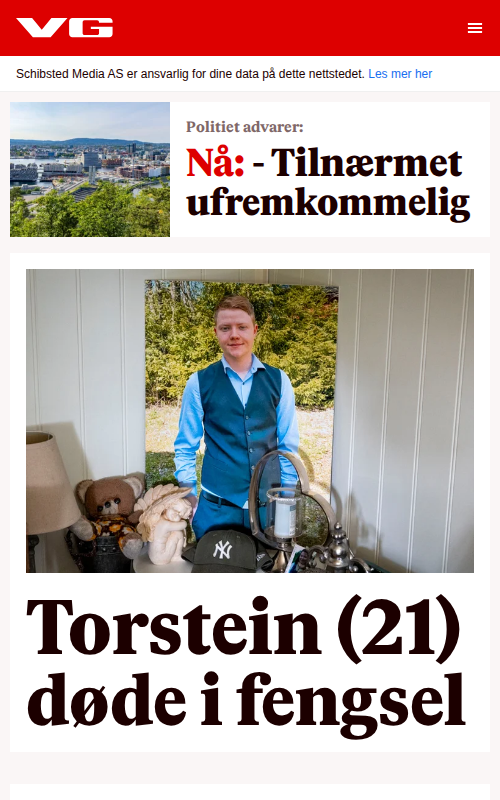 VG
Schibsted Media AS er ansvarlig for dine data på dette nettstedet. Les mer her
Politiet advarer:
Nå: - Tilnærmet
ufremkommelig
NY
Torstein (21)
døde i fengsel